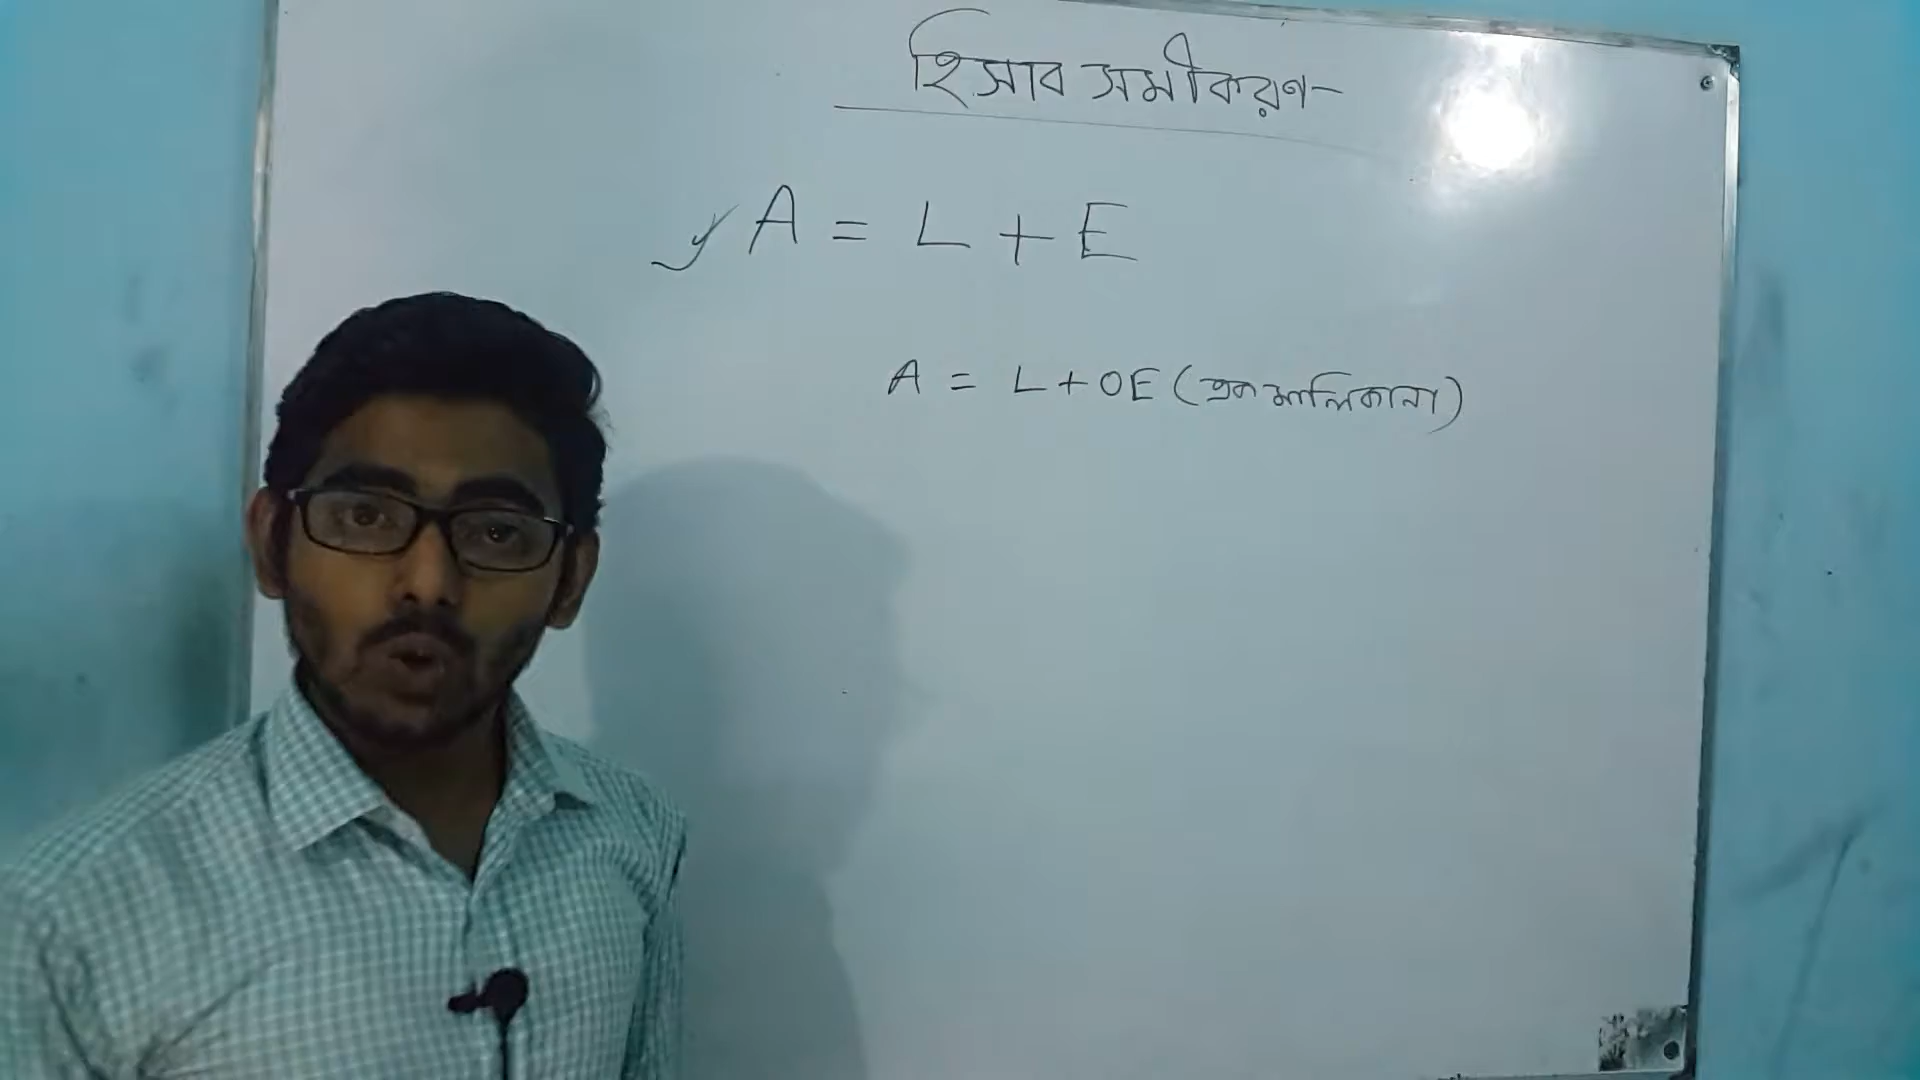 হিসাব সমীকরণ-
A = L + E
A = L + OE (একমালিকানা)